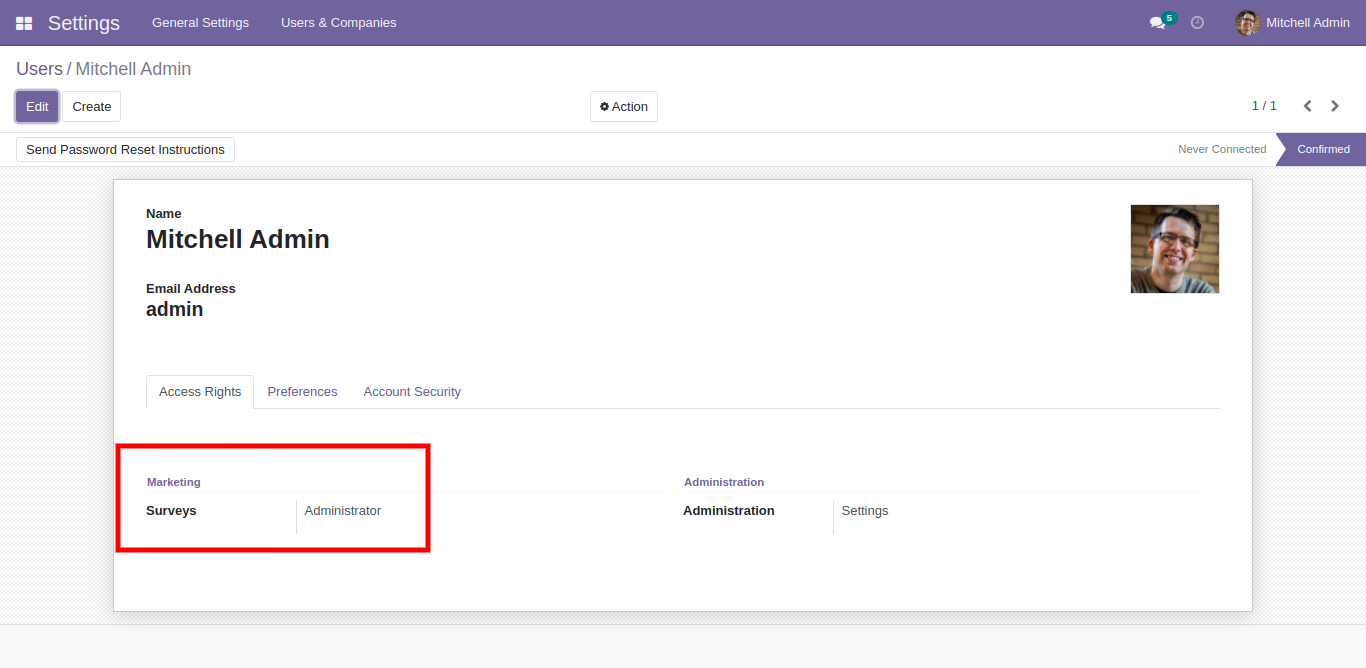 Settings General Settings Users & Companies 5 Mitchell Admin
Users / Mitchell Admin
Edit Create Action 1 / 1
Send Password Reset Instructions Never Connected Confirmed
Name
Mitchell Admin
Email Address
admin
Access Rights Preferences Account Security
Marketing Administration
Surveys Administrator Administration Settings